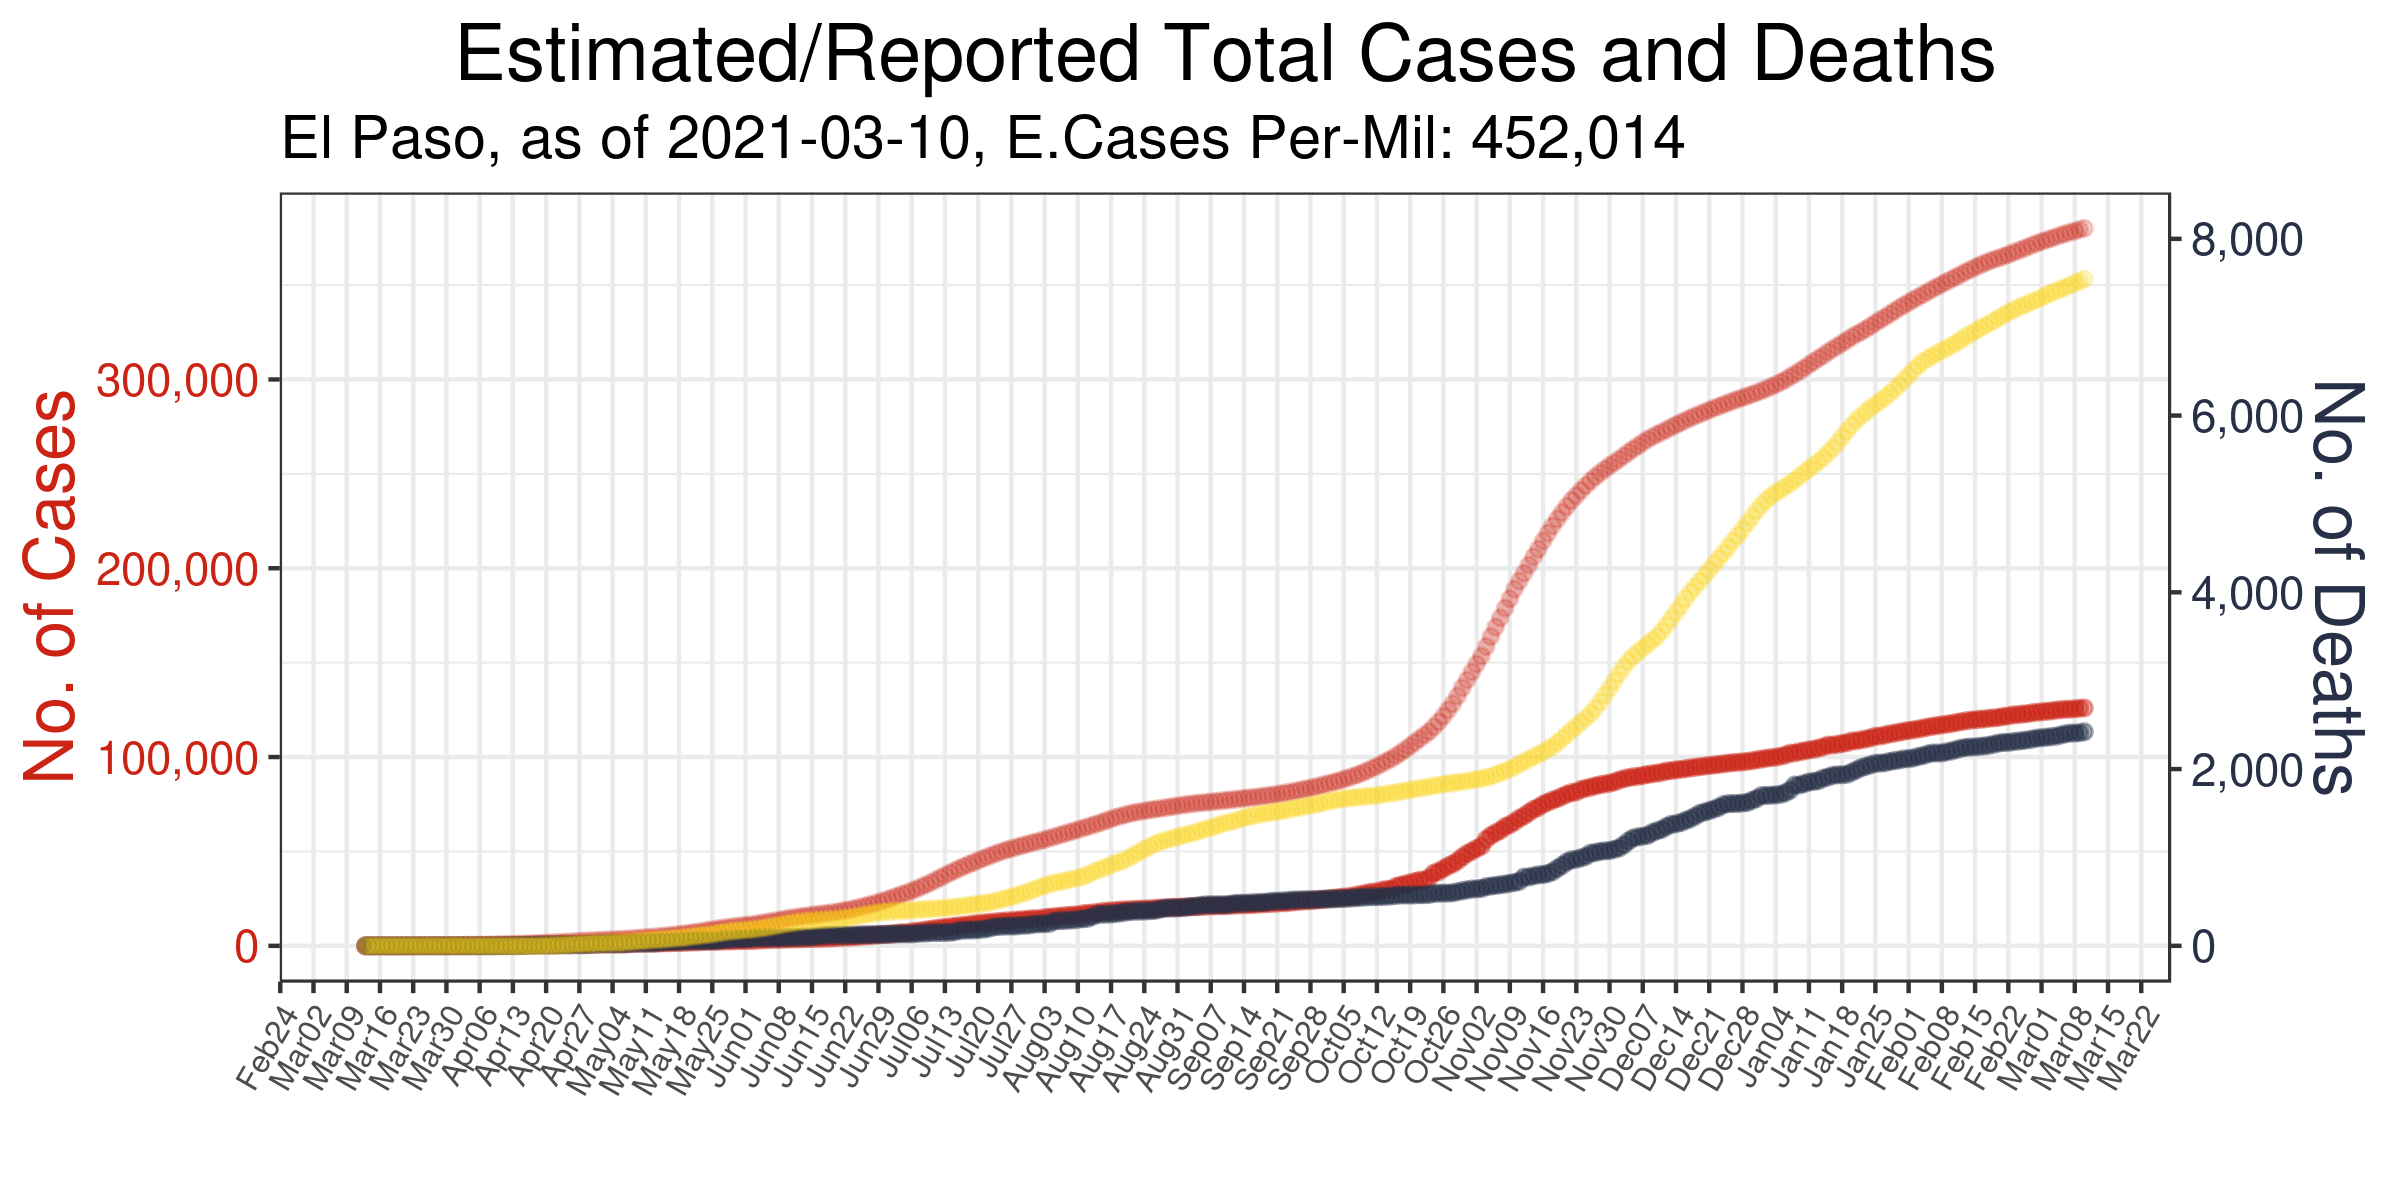 Estimated/Reported Total Cases and Deaths
El Paso, as of 2021-03-10, E.Cases Per-Mil: 452,014
No. of Cases
300,000
200,000
100,000
0
8,000
6,000
4,000
2,000
0
No. of Deaths
Feb24
Mar02
Mar09
Mar16
Mar23
Mar30
Apr06
Apr13
Apr20
Apr27
May04
May11
May18
May25
Jun01
Jun08
Jun15
Jun22
Jun29
Jul06
Jul13
Jul20
Jul27
Aug03
Aug10
Aug17
Aug24
Aug31
Sep07
Sep14
Sep21
Sep28
Oct05
Oct12
Oct19
Oct26
Nov02
Nov09
Nov16
Nov23
Nov30
Dec07
Dec14
Dec21
Dec28
Jan04
Jan11
Jan18
Jan25
Feb01
Feb08
Feb15
Feb22
Mar01
Mar08
Mar15
Mar22